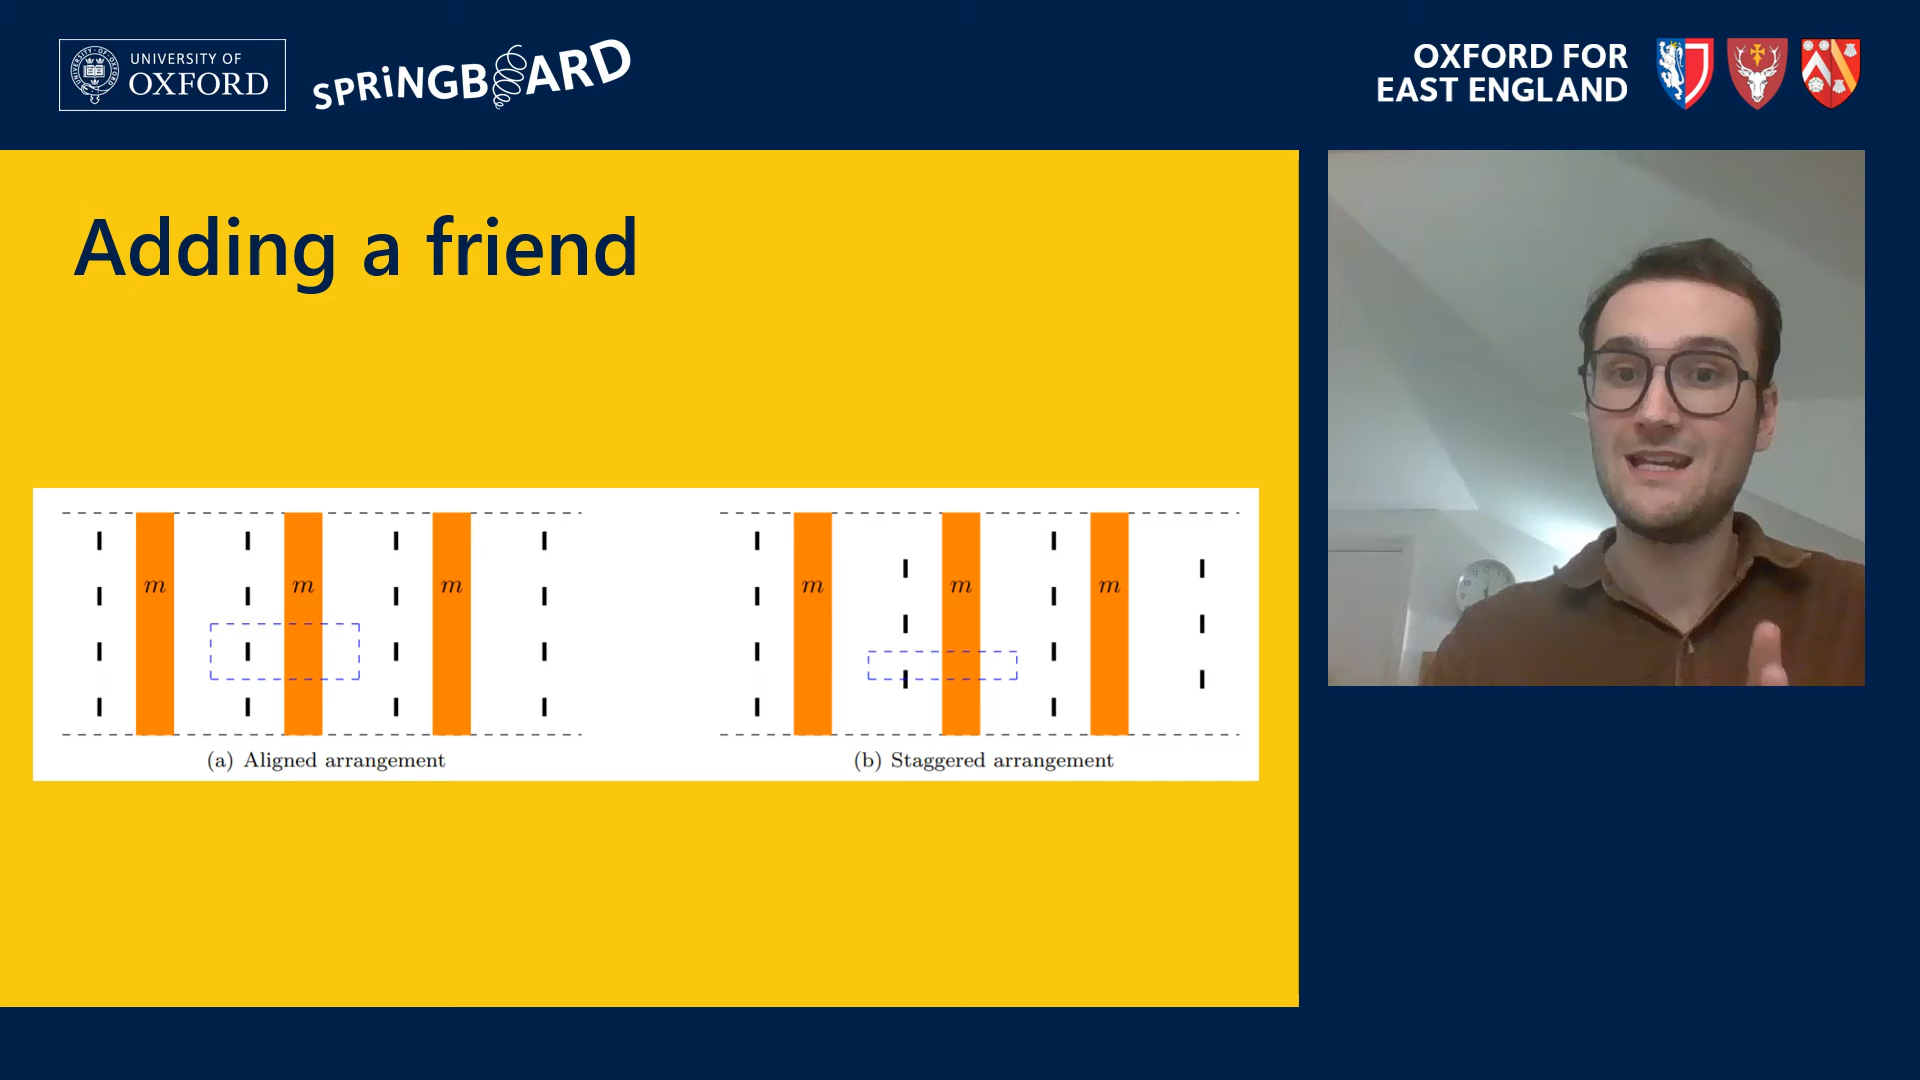 UNIVERSITY OF
OXFORD
SPRiNGBOARD
OXFORD FOR
EAST ENGLAND
Adding a friend
m m m
m m m
(a) Aligned arrangement
(b) Staggered arrangement